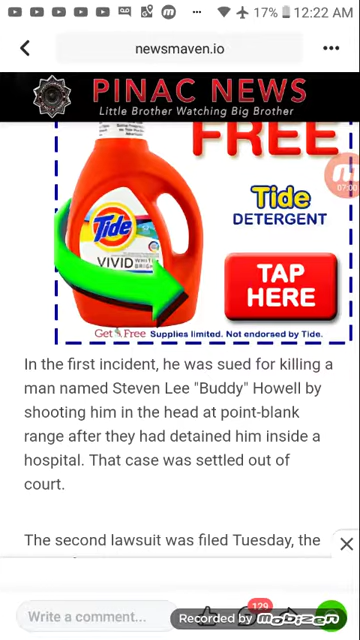 17% 12:22 AM
newsmaven.io
PINAC NEWS
Little Brother Watching Big Brother
FREE
07:00
Tide
DETERGENT
Tide
VIVID WHITE
BRIGHT
TAP
HERE
Get Free Supplies limited. Not endorsed by Tide.
In the first incident, he was sued for killing a
man named Steven Lee "Buddy" Howell by
shooting him in the head at point-blank
range after they had detained him inside a
hospital. That case was settled out of
court.
The second lawsuit was filed Tuesday, the
Write a comment...
129
Recorded by mobizen